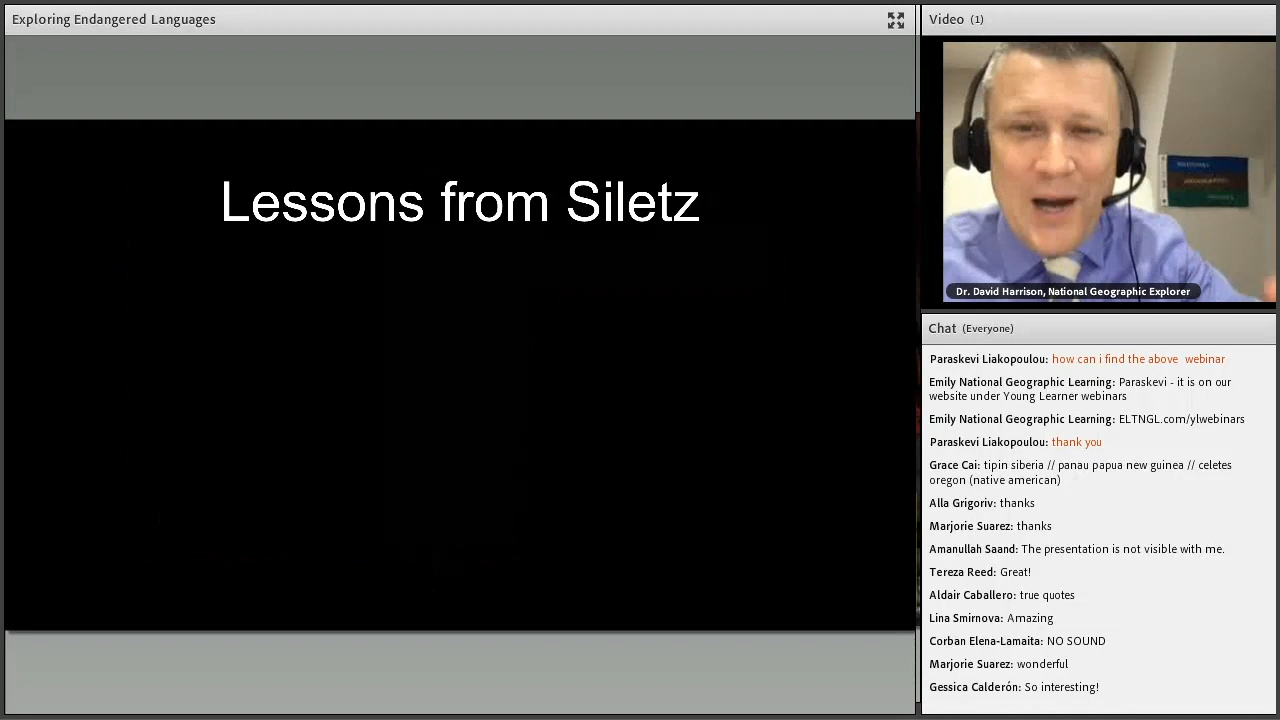 Exploring Endangered Languages
Lessons from Siletz
Video (1)
Dr. David Harrison, National Geographic Explorer
Chat (Everyone)
Paraskevi Liakopoulou: how can i find the above webinar
Emily National Geographic Learning: Paraskevi - it is on our
website under Young Learner webinars
Emily National Geographic Learning: ELTNGL.com/ylwebinars
Paraskevi Liakopoulou: thank you
Grace Cai: tipin siberia // panau papua new guinea // celetes
oregon (native american)
Alla Grigoriv: thanks
Marjorie Suarez: thanks
Amanullah Saand: The presentation is not visible with me.
Tereza Reed: Great!
Aldair Caballero: true quotes
Lina Smirnova: Amazing
Corban Elena-Lamaita: NO SOUND
Marjorie Suarez: wonderful
Gessica Calderón: So interesting!